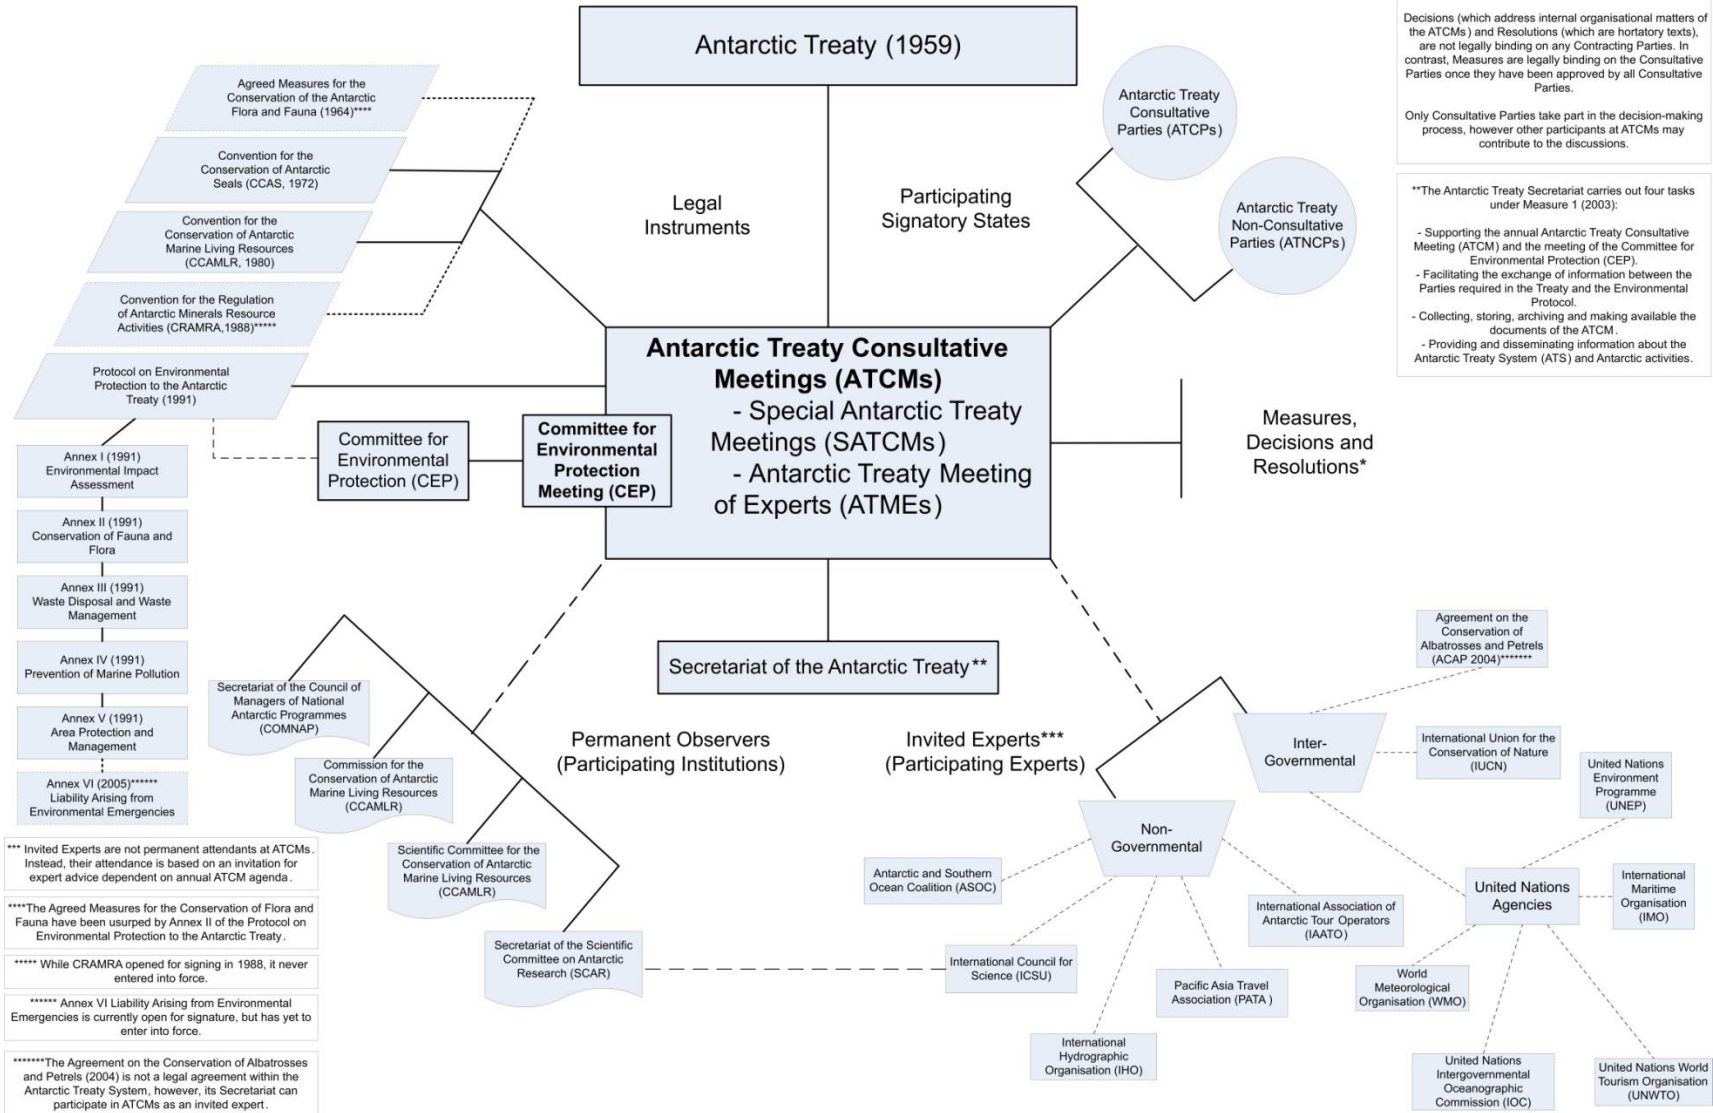 Antarctic Treaty (1959)
Decisions (which address internal organisational matters of
the ATCMs) and Resolutions (which are hortatory texts),
are not legally binding on any Contracting Parties. In
contrast, Measures are legally binding on the Consultative
Parties once they have been approved by all Consultative
Parties.
Only Consultative Parties take part in the decision-making
process, however other participants at ATCMs may
contribute to the discussions.
**The Antarctic Treaty Secretariat carries out four tasks
under Measure 1 (2003):
- Supporting the annual Antarctic Treaty Consultative
Meeting (ATCM) and the meeting of the Committee for
Environmental Protection (CEP).
- Facilitating the exchange of information between the
Parties required in the Treaty and the Environmental
Protocol.
- Collecting, storing, archiving and making available the
documents of the ATCM.
- Providing and disseminating information about the
Antarctic Treaty System (ATS) and Antarctic activities.
Agreed Measures for the
Conservation of the Antarctic
Flora and Fauna (1964)****
Convention for the
Conservation of Antarctic
Seals (CCAS, 1972)
Convention for the
Conservation of Antarctic
Marine Living Resources
(CCAMLR, 1980)
Convention for the Regulation
of Antarctic Minerals Resource
Activities (CRAMRA,1988)*****
Protocol on Environmental
Protection to the Antarctic
Treaty (1991)
Legal
Instruments
Participating
Signatory States
Antarctic Treaty
Consultative
Parties (ATCPs)
Antarctic Treaty
Non-Consultative
Parties (ATNCPs)
Antarctic Treaty Consultative
Meetings (ATCMs)
- Special Antarctic Treaty
Meetings (SATCMs)
- Antarctic Treaty Meeting
of Experts (ATMEs)
Committee for
Environmental
Protection (CEP)
Committee for
Environmental
Protection
Meeting (CEP)
Measures,
Decisions and
Resolutions*
Annex I (1991)
Environmental Impact
Assessment
Annex II (1991)
Conservation of Fauna and
Flora
Annex III (1991)
Waste Disposal and Waste
Management
Annex IV (1991)
Prevention of Marine Pollution
Annex V (1991)
Area Protection and
Management
Annex VI (2005)******
Liability Arising from
Environmental Emergencies
Secretariat of the Antarctic Treaty**
Permanent Observers
(Participating Institutions)
Secretariat of the Council of
Managers of National
Antarctic Programmes
(COMNAP)
Commission for the
Conservation of Antarctic
Marine Living Resources
(CCAMLR)
Scientific Committee for the
Conservation of Antarctic
Marine Living Resources
(CCAMLR)
Secretariat of the Scientific
Committee on Antarctic
Research (SCAR)
Invited Experts***
(Participating Experts)
Inter-
Governmental
Agreement on the
Conservation of
Albatrosses and Petrels
(ACAP 2004)*******
International Union for the
Conservation of Nature
(IUCN)
United Nations
Environment
Programme
(UNEP)
United Nations
Agencies
International
Maritime
Organisation
(IMO)
World
Meteorological
Organisation (WMO)
United Nations
Intergovernmental
Oceanographic
Commission (IOC)
United Nations World
Tourism Organisation
(UNWTO)
Non-
Governmental
Antarctic and Southern
Ocean Coalition (ASOC)
International Council for
Science (ICSU)
International
Hydrographic
Organisation (IHO)
Pacific Asia Travel
Association (PATA )
International Association of
Antarctic Tour Operators
(IAATO)
*** Invited Experts are not permanent attendants at ATCMs.
Instead, their attendance is based on an invitation for
expert advice dependent on annual ATCM agenda.
****The Agreed Measures for the Conservation of Flora and
Fauna have been usurped by Annex II of the Protocol on
Environmental Protection to the Antarctic Treaty.
***** While CRAMRA opened for signing in 1988, it never
entered into force.
****** Annex VI Liability Arising from Environmental
Emergencies is currently open for signature, but has yet to
enter into force.
*******The Agreement on the Conservation of Albatrosses
and Petrels (2004) is not a legal agreement within the
Antarctic Treaty System, however, its Secretariat can
participate in ATCMs as an invited expert.